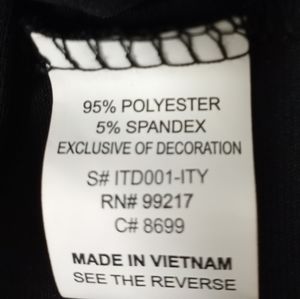 95% POLYESTER
5% SPANDEX
EXCLUSIVE OF DECORATION
S# ITD001-ITY
RN# 99217
C# 8699
MADE IN VIETNAM
SEE THE REVERSE